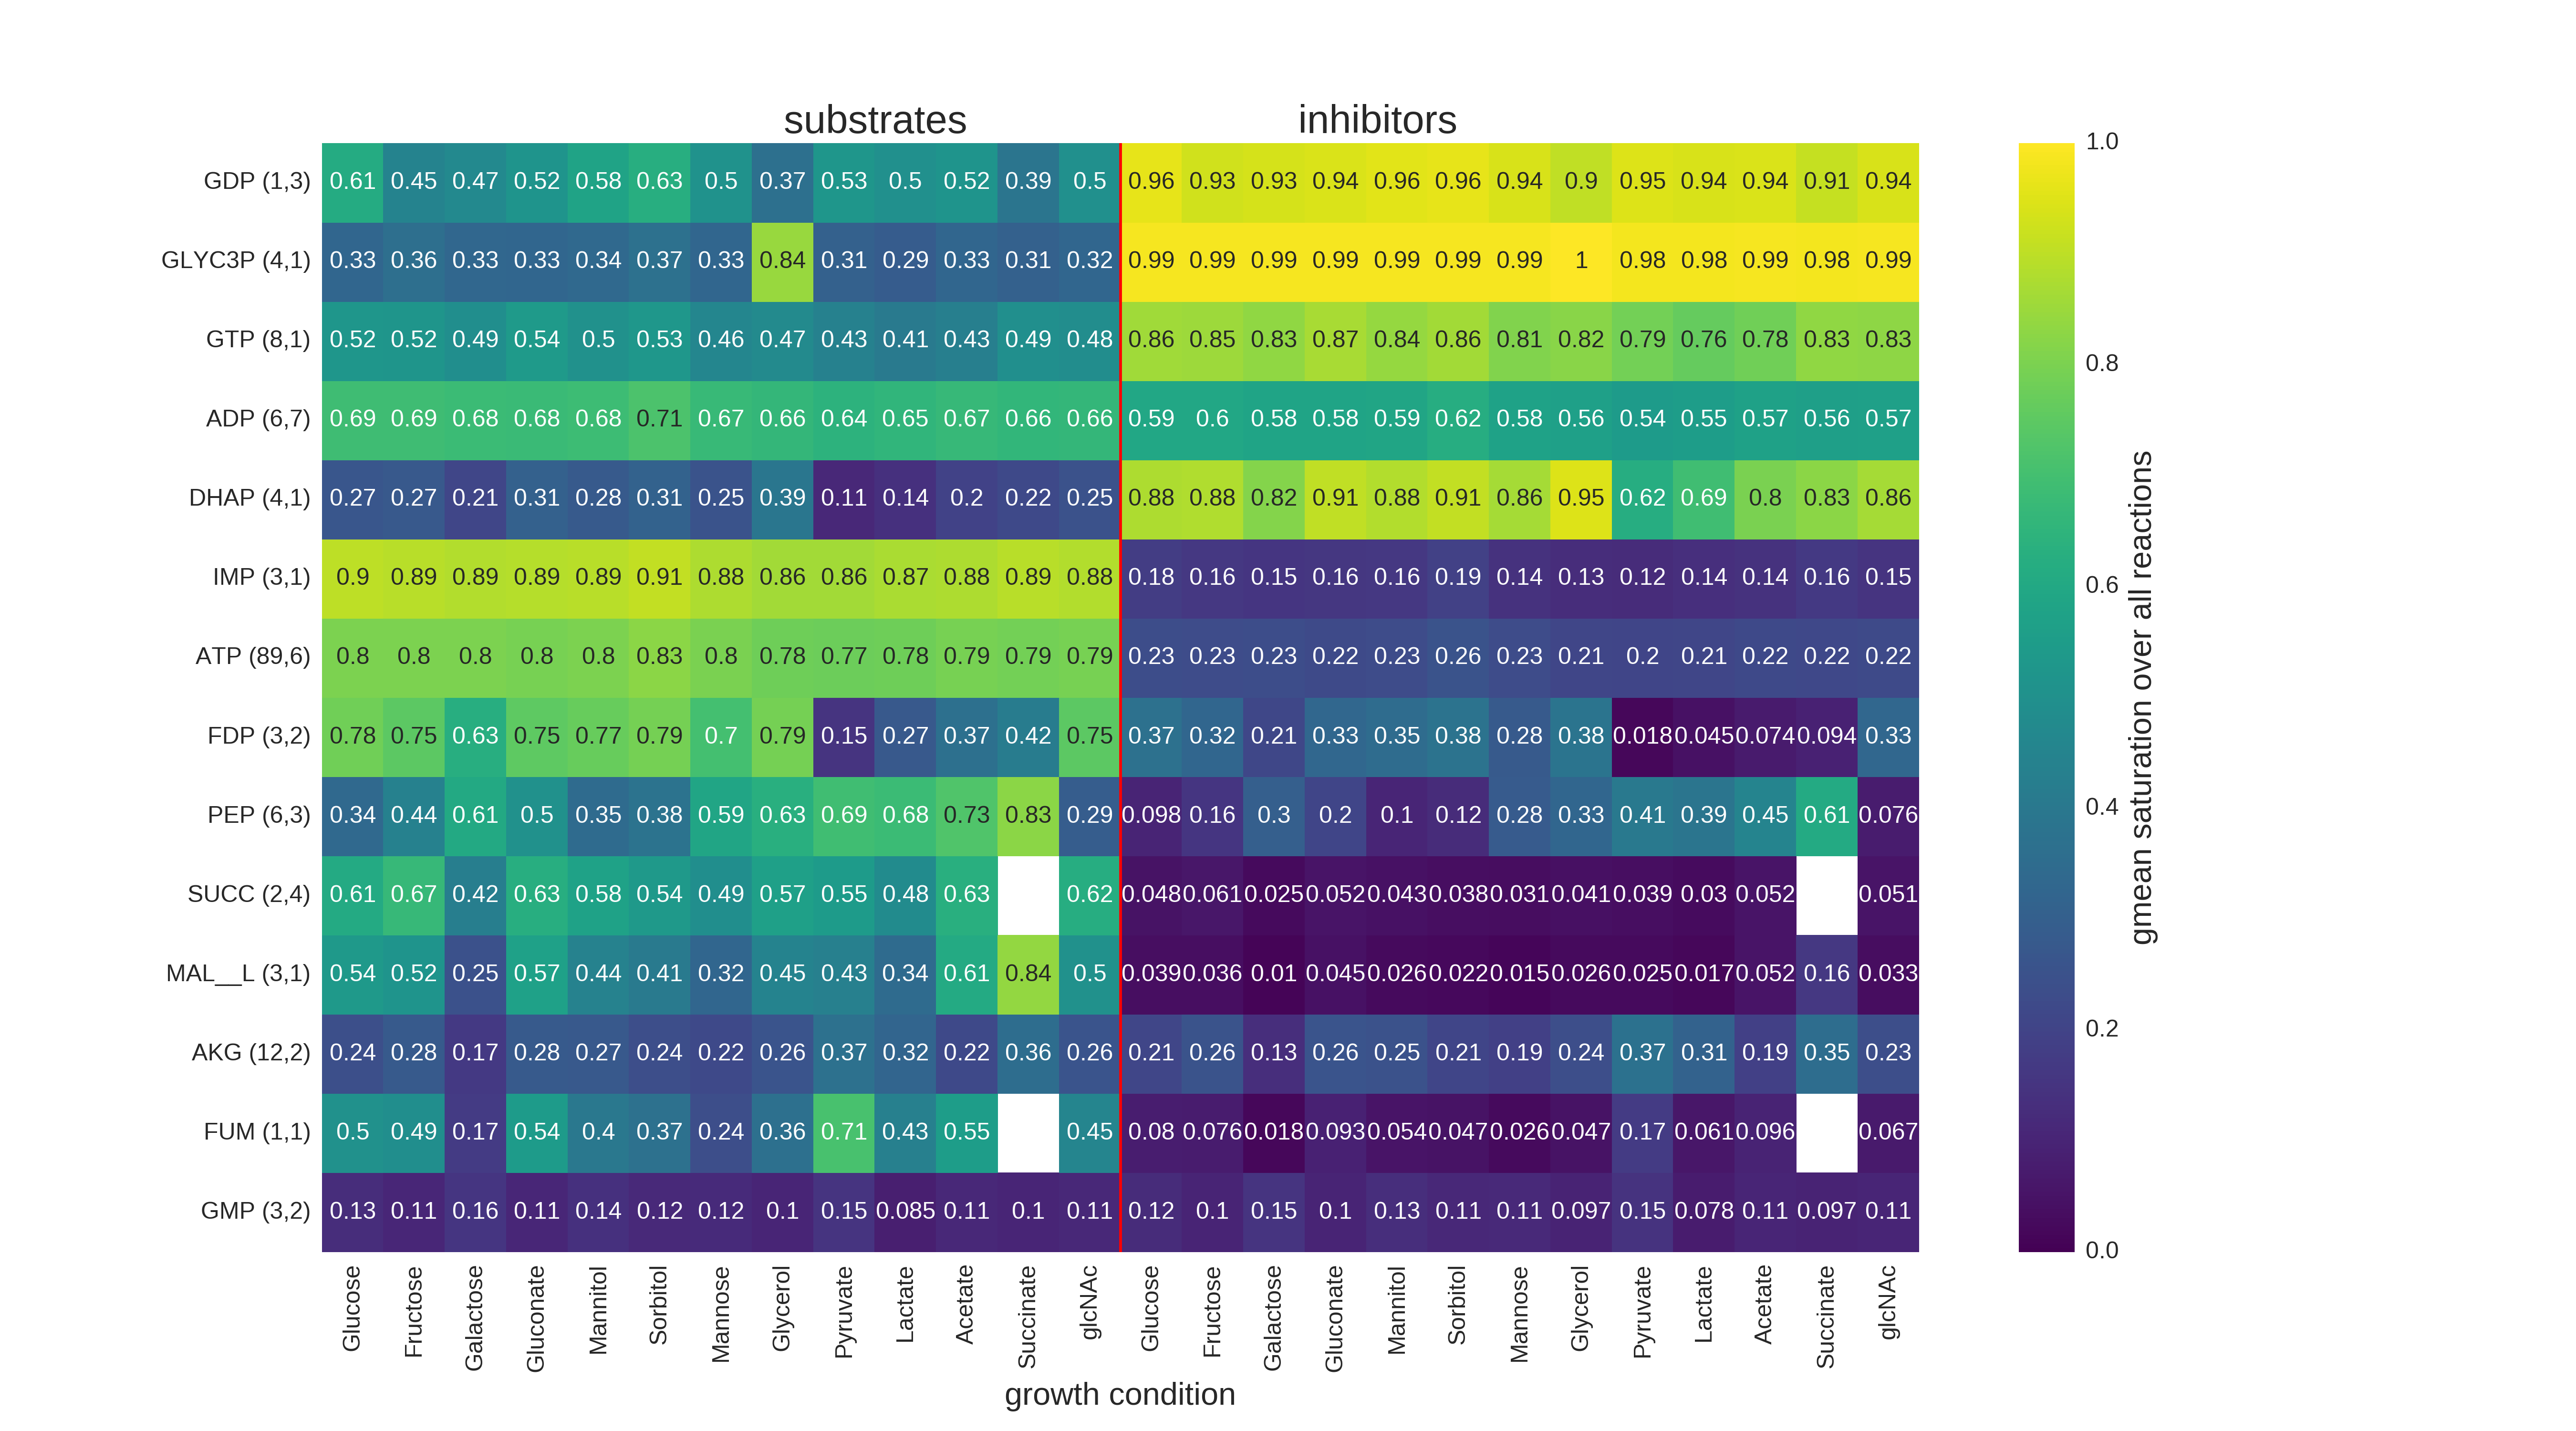 substrates inhibitors
1.0
GDP (1,3) 0.61 0.45 0.47 0.52 0.58 0.63 0.5 0.37 0.53 0.5 0.52 0.39 0.5 0.96 0.93 0.93 0.94 0.96 0.96 0.94 0.9 0.95 0.94 0.94 0.91 0.94
GLYC3P (4,1) 0.33 0.36 0.33 0.33 0.34 0.37 0.33 0.84 0.31 0.29 0.33 0.31 0.32 0.99 0.99 0.99 0.99 0.99 0.99 0.99 1 0.98 0.98 0.99 0.98 0.99
GTP (8,1) 0.52 0.52 0.49 0.54 0.5 0.53 0.46 0.47 0.43 0.41 0.43 0.49 0.48 0.86 0.85 0.83 0.87 0.84 0.86 0.81 0.82 0.79 0.76 0.78 0.83 0.83
0.8
ADP (6,7) 0.69 0.69 0.68 0.68 0.68 0.71 0.67 0.66 0.64 0.65 0.67 0.66 0.66 0.59 0.6 0.58 0.58 0.59 0.62 0.58 0.56 0.54 0.55 0.57 0.56 0.57
DHAP (4,1) 0.27 0.27 0.21 0.31 0.28 0.31 0.25 0.39 0.11 0.14 0.2 0.22 0.25 0.88 0.88 0.82 0.91 0.88 0.91 0.86 0.95 0.62 0.69 0.8 0.83 0.86
IMP (3,1) 0.9 0.89 0.89 0.89 0.89 0.91 0.88 0.86 0.86 0.87 0.88 0.89 0.88 0.18 0.16 0.15 0.16 0.16 0.19 0.14 0.13 0.12 0.14 0.14 0.16 0.15
0.6
ATP (89,6) 0.8 0.8 0.8 0.8 0.8 0.83 0.8 0.78 0.77 0.78 0.79 0.79 0.79 0.23 0.23 0.23 0.22 0.23 0.26 0.23 0.21 0.2 0.21 0.22 0.22 0.22
gmean saturation over all reactions
FDP (3,2) 0.78 0.75 0.63 0.75 0.77 0.79 0.7 0.79 0.15 0.27 0.37 0.42 0.75 0.37 0.32 0.21 0.33 0.35 0.38 0.28 0.38 0.018 0.045 0.074 0.094 0.33
0.4
PEP (6,3) 0.34 0.44 0.61 0.5 0.35 0.38 0.59 0.63 0.69 0.68 0.73 0.83 0.29 0.098 0.16 0.3 0.2 0.1 0.12 0.28 0.33 0.41 0.39 0.45 0.61 0.076
SUCC (2,4) 0.61 0.67 0.42 0.63 0.58 0.54 0.49 0.57 0.55 0.48 0.63 0.62 0.048 0.061 0.025 0.052 0.043 0.038 0.031 0.041 0.039 0.03 0.052 0.051
MAL__L (3,1) 0.54 0.52 0.25 0.57 0.44 0.41 0.32 0.45 0.43 0.34 0.61 0.84 0.5 0.039 0.036 0.01 0.045 0.026 0.022 0.015 0.026 0.025 0.017 0.052 0.16 0.033
0.2
AKG (12,2) 0.24 0.28 0.17 0.28 0.27 0.24 0.22 0.26 0.37 0.32 0.22 0.36 0.26 0.21 0.26 0.13 0.26 0.25 0.21 0.19 0.24 0.37 0.31 0.19 0.35 0.23
FUM (1,1) 0.5 0.49 0.17 0.54 0.4 0.37 0.24 0.36 0.71 0.43 0.55 0.45 0.08 0.076 0.018 0.093 0.054 0.047 0.026 0.047 0.17 0.061 0.096 0.067
GMP (3,2) 0.13 0.11 0.16 0.11 0.14 0.12 0.12 0.1 0.15 0.085 0.11 0.1 0.11 0.12 0.1 0.15 0.1 0.13 0.11 0.11 0.097 0.15 0.078 0.11 0.097 0.11
0.0
Glucose Fructose Galactose Gluconate Mannitol Sorbitol Mannose Glycerol Pyruvate Lactate Acetate Succinate glcNAc Glucose Fructose Galactose Gluconate Mannitol Sorbitol Mannose Glycerol Pyruvate Lactate Acetate Succinate glcNAc
growth condition